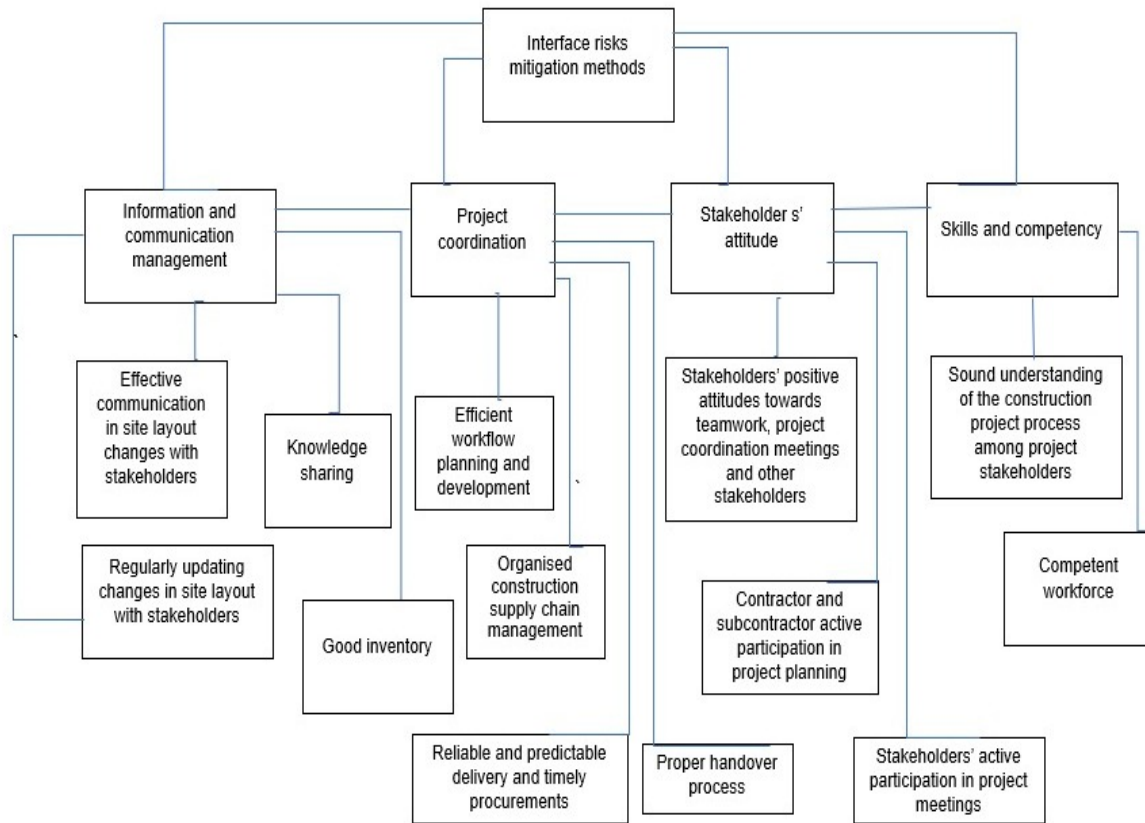 Interface risks
mitigation methods
Information and
communication
management
Project
coordination
Stakeholder s’
attitude
Skills and competency
Effective
communication
in site layout
changes with
stakeholders
Knowledge
sharing
Efficient
workflow
planning and
development
Stakeholders’ positive
attitudes towards
teamwork, project
coordination meetings
and other
stakeholders
Sound understanding
of the construction
project process
among project
stakeholders
Regularly updating
changes in site layout
with stakeholders
Good inventory
Organised
construction
supply chain
management
Contractor and
subcontractor active
participation in
project planning
Competent
workforce
Reliable and predictable
delivery and timely
procurements
Proper handover
process
Stakeholders’ active
participation in project
meetings